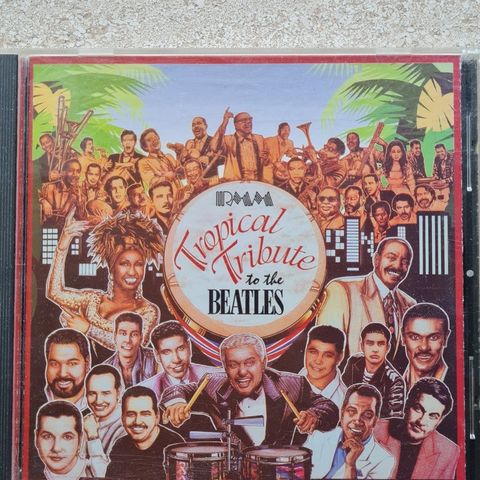 RMM
Tropical
Tribute
to the
BEATLES